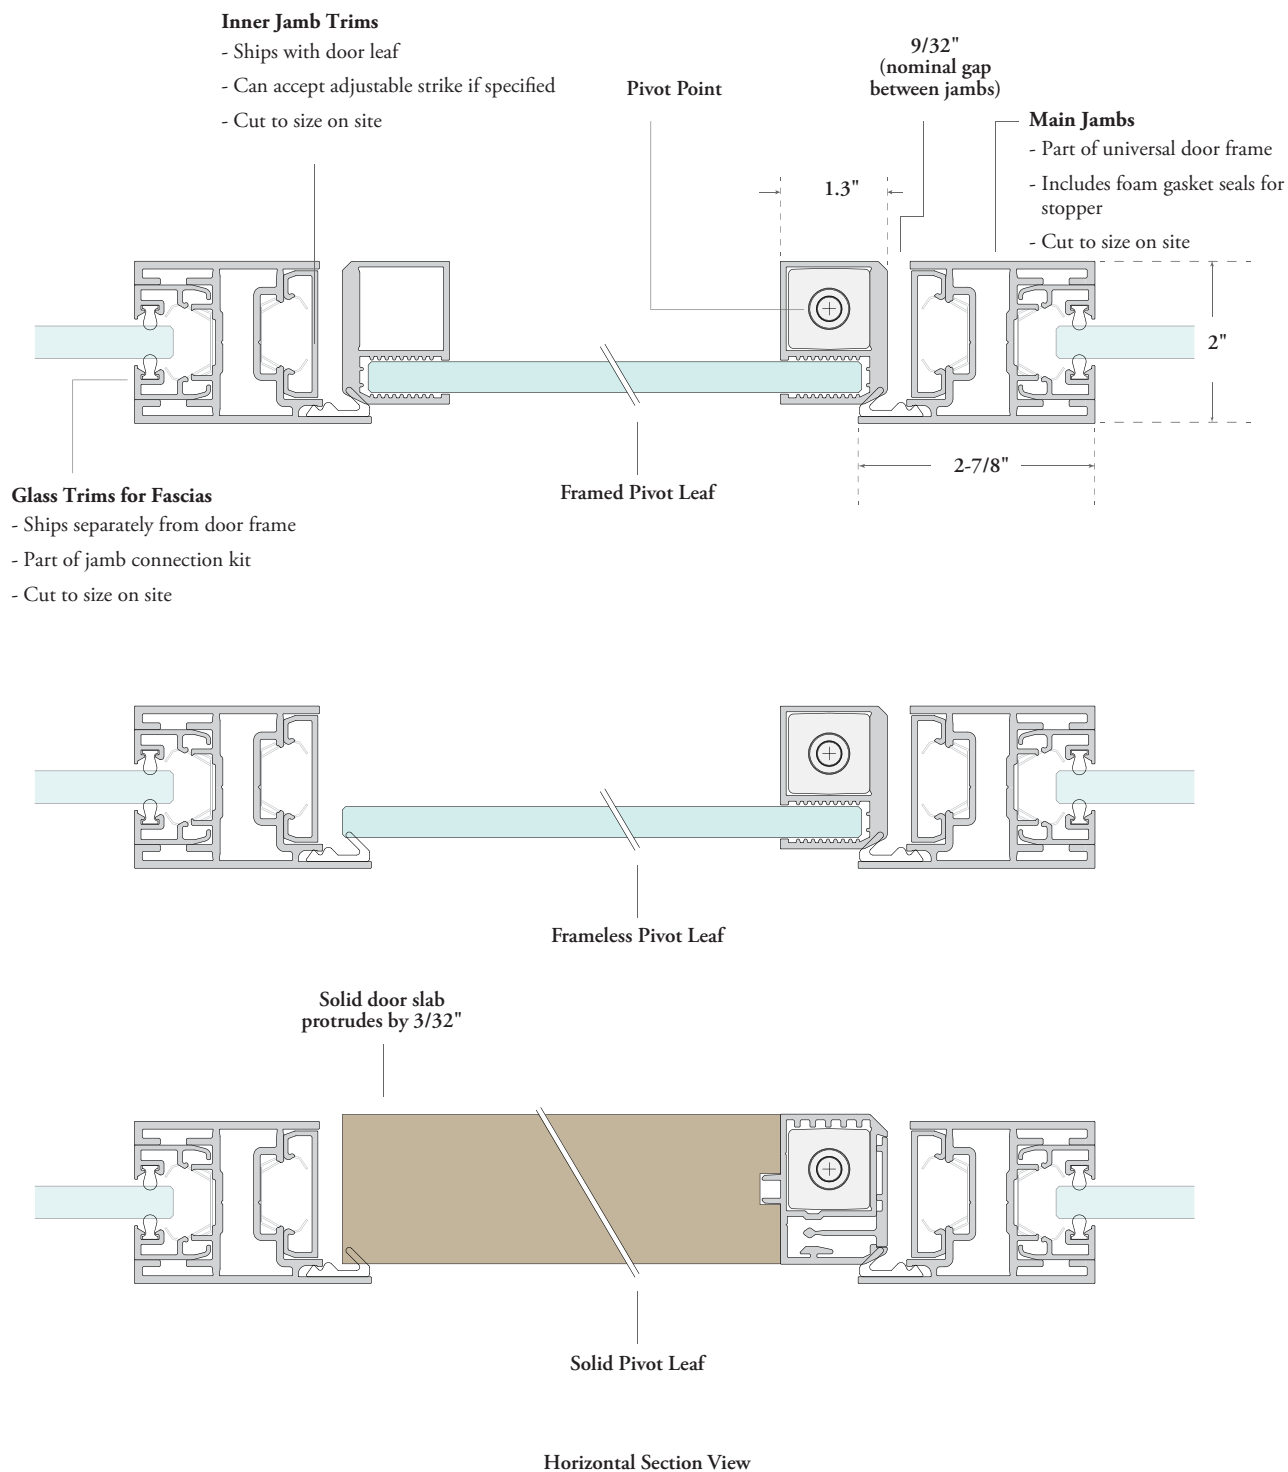 Inner Jamb Trims
- Ships with door leaf
- Can accept adjustable strike if specified
- Cut to size on site
Pivot Point
9/32"
(nominal gap
between jambs)
Main Jambs
- Part of universal door frame
- Includes foam gasket seals for
stopper
- Cut to size on site
1.3"
2"
2-7/8"
Framed Pivot Leaf
Glass Trims for Fascias
- Ships separately from door frame
- Part of jamb connection kit
- Cut to size on site
Frameless Pivot Leaf
Solid door slab
protrudes by 3/32"
Solid Pivot Leaf
Horizontal Section View